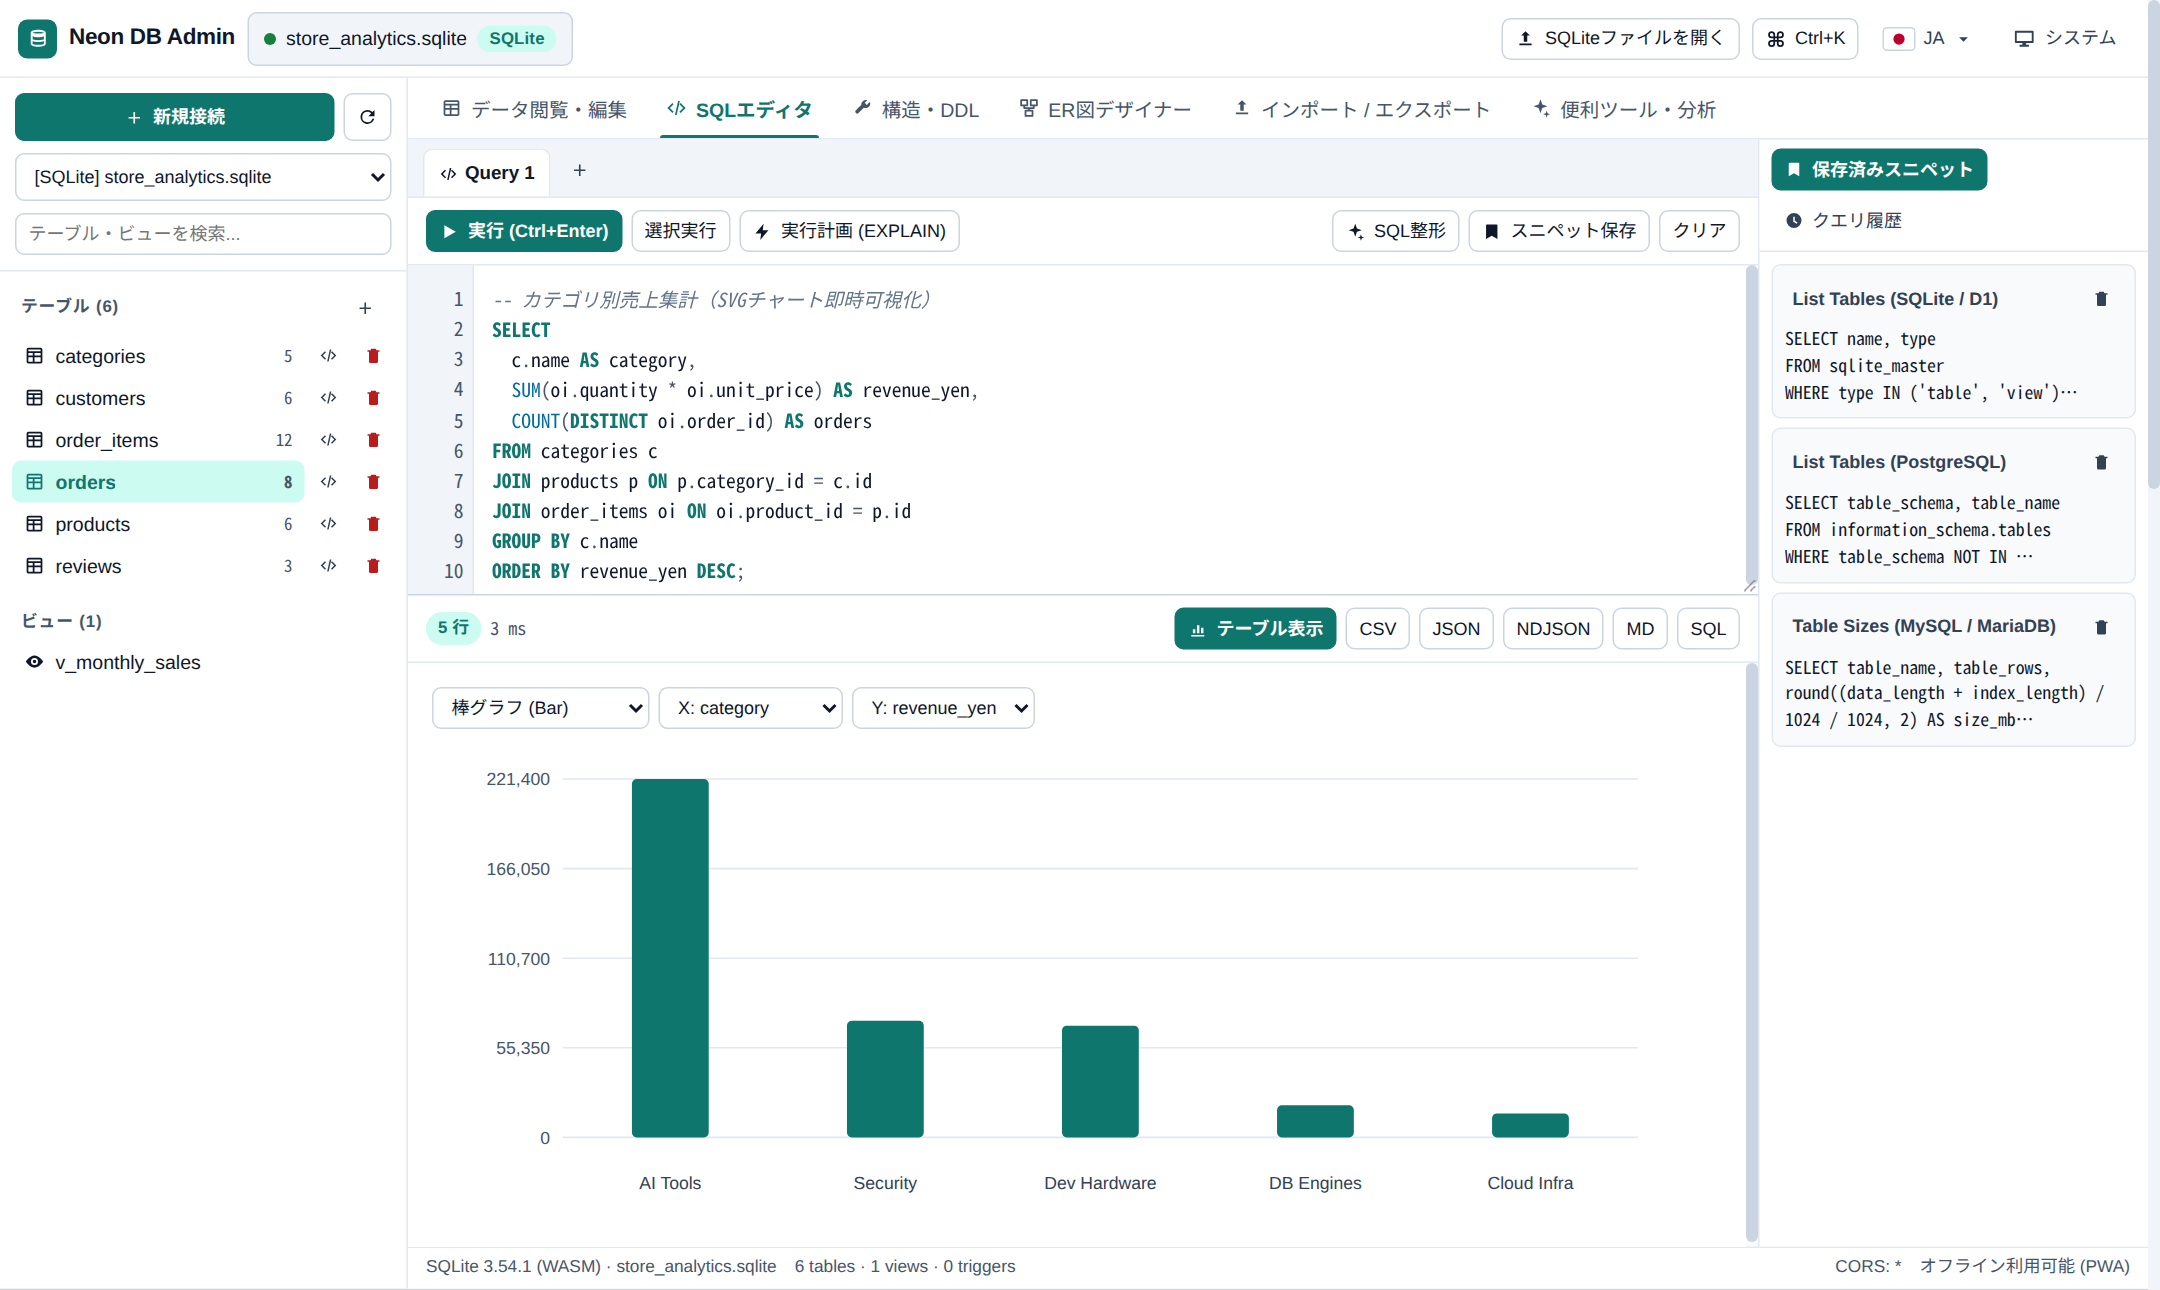 Neon DB Admin
store_analytics.sqlite SQLite
SQLiteファイルを開く
Ctrl+K
JA
システム
新規接続
[SQLite] store_analytics.sqlite
テーブル・ビューを検索...
テーブル (6)
categories 5
customers 6
order_items 12
orders 8
products 6
reviews 3
ビュー (1)
v_monthly_sales
データ閲覧・編集
SQLエディタ
構造・DDL
ER図デザイナー
インポート / エクスポート
便利ツール・分析
Query 1
実行 (Ctrl+Enter)
選択実行
実行計画 (EXPLAIN)
SQL整形
スニペット保存
クリア
1 -- カテゴリ別売上集計（SVGチャート即時可視化）
2 SELECT
3 c.name AS category,
4 SUM(oi.quantity * oi.unit_price) AS revenue_yen,
5 COUNT(DISTINCT oi.order_id) AS orders
6 FROM categories c
7 JOIN products p ON p.category_id = c.id
8 JOIN order_items oi ON oi.product_id = p.id
9 GROUP BY c.name
10 ORDER BY revenue_yen DESC;
5 行 3 ms
テーブル表示
CSV
JSON
NDJSON
MD
SQL
棒グラフ (Bar)
X: category
Y: revenue_yen
221,400
166,050
110,700
55,350
0
AI Tools
Security
Dev Hardware
DB Engines
Cloud Infra
保存済みスニペット
クエリ履歴
List Tables (SQLite / D1)
SELECT name, type
FROM sqlite_master
WHERE type IN ('table', 'view')…
List Tables (PostgreSQL)
SELECT table_schema, table_name
FROM information_schema.tables
WHERE table_schema NOT IN …
Table Sizes (MySQL / MariaDB)
SELECT table_name, table_rows,
round((data_length + index_length) /
1024 / 1024, 2) AS size_mb…
SQLite 3.54.1 (WASM) · store_analytics.sqlite 6 tables · 1 views · 0 triggers
CORS: * オフライン利用可能 (PWA)